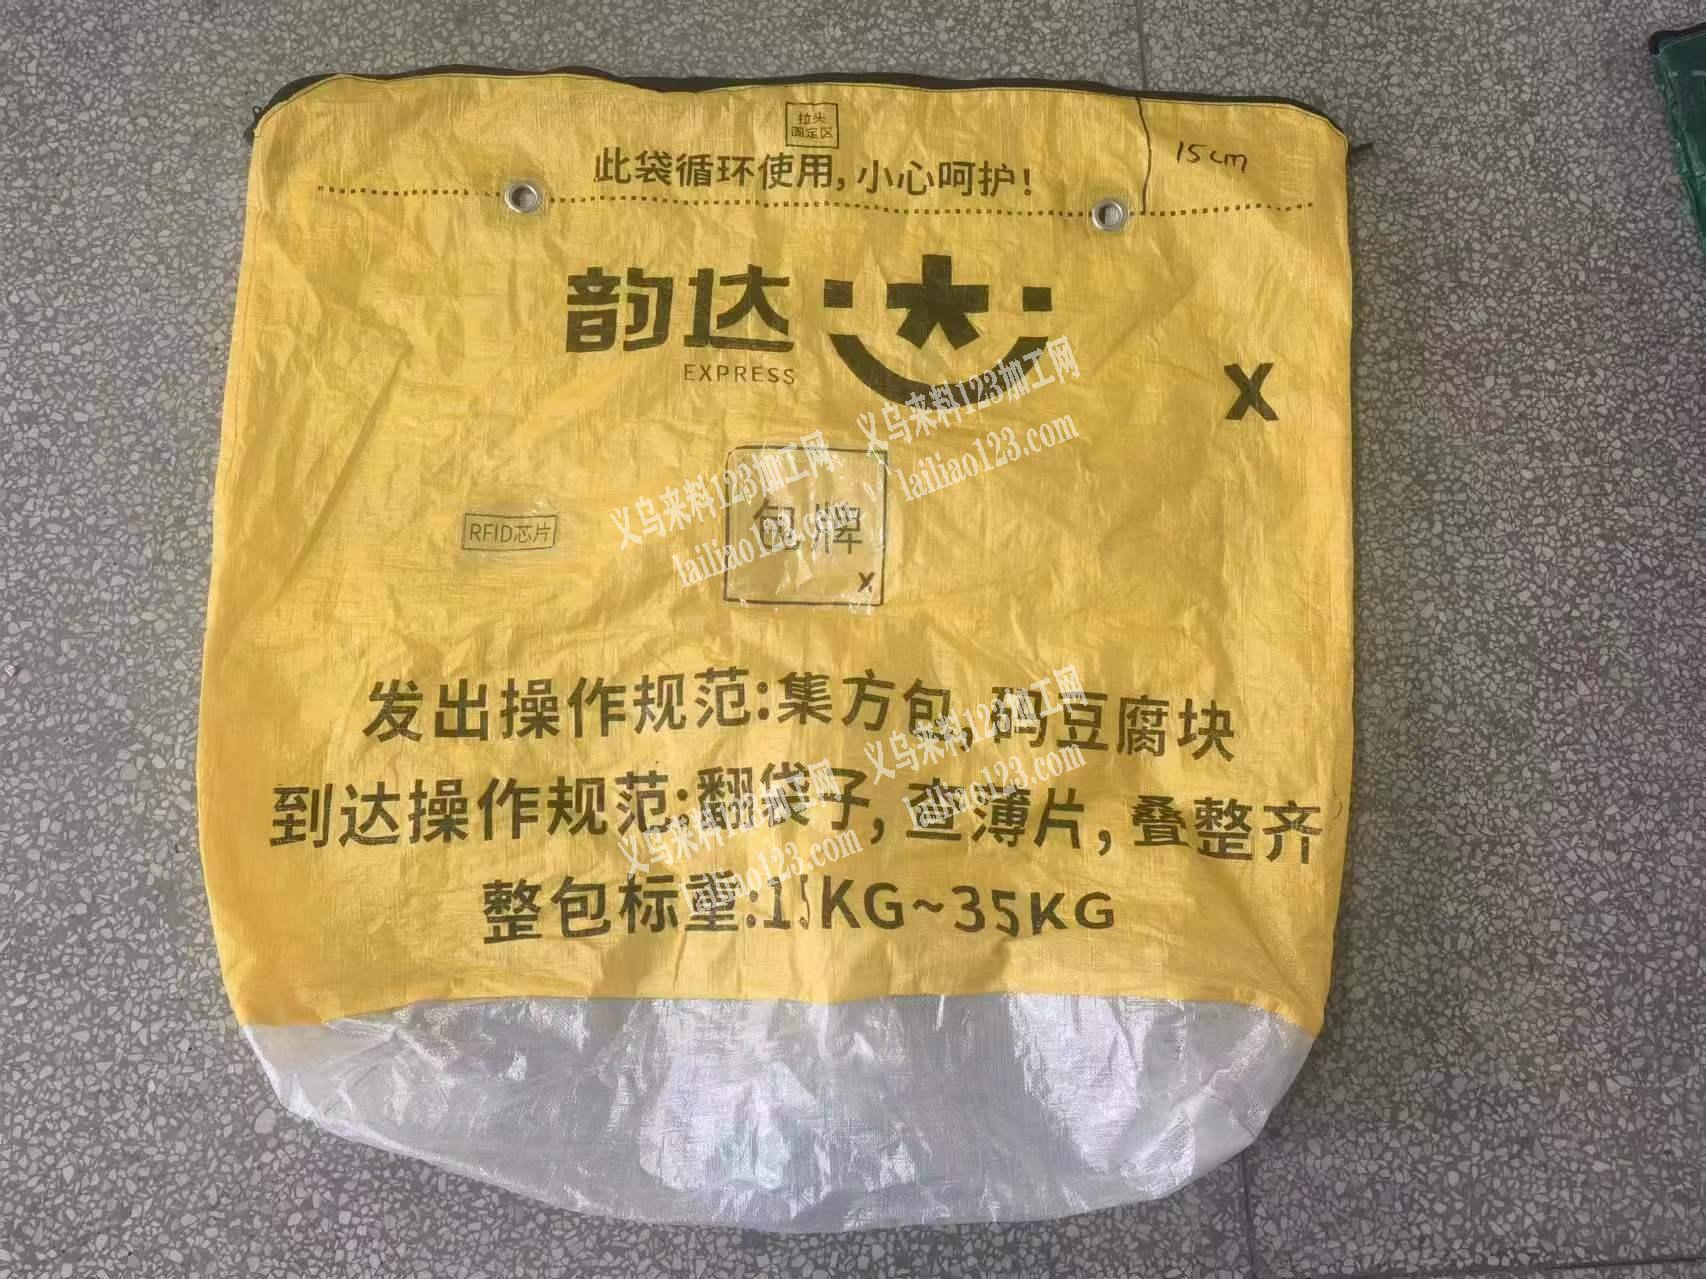 拉头
固定区
此袋循环使用,小心呵护!
15cm
韵达
EXPRESS
X
义乌来料123加工网
lailiao123.com
义乌来料123加工网
lailiao123.com
RFID芯片
包牌
X
发出操作规范:集方包,码豆腐块
义乌来料123加工网
lailiao123.com
到达操作规范:翻袋子,查薄片,叠整齐
义乌来料123加工网
lailiao123.com
整包标重:15KG~35KG